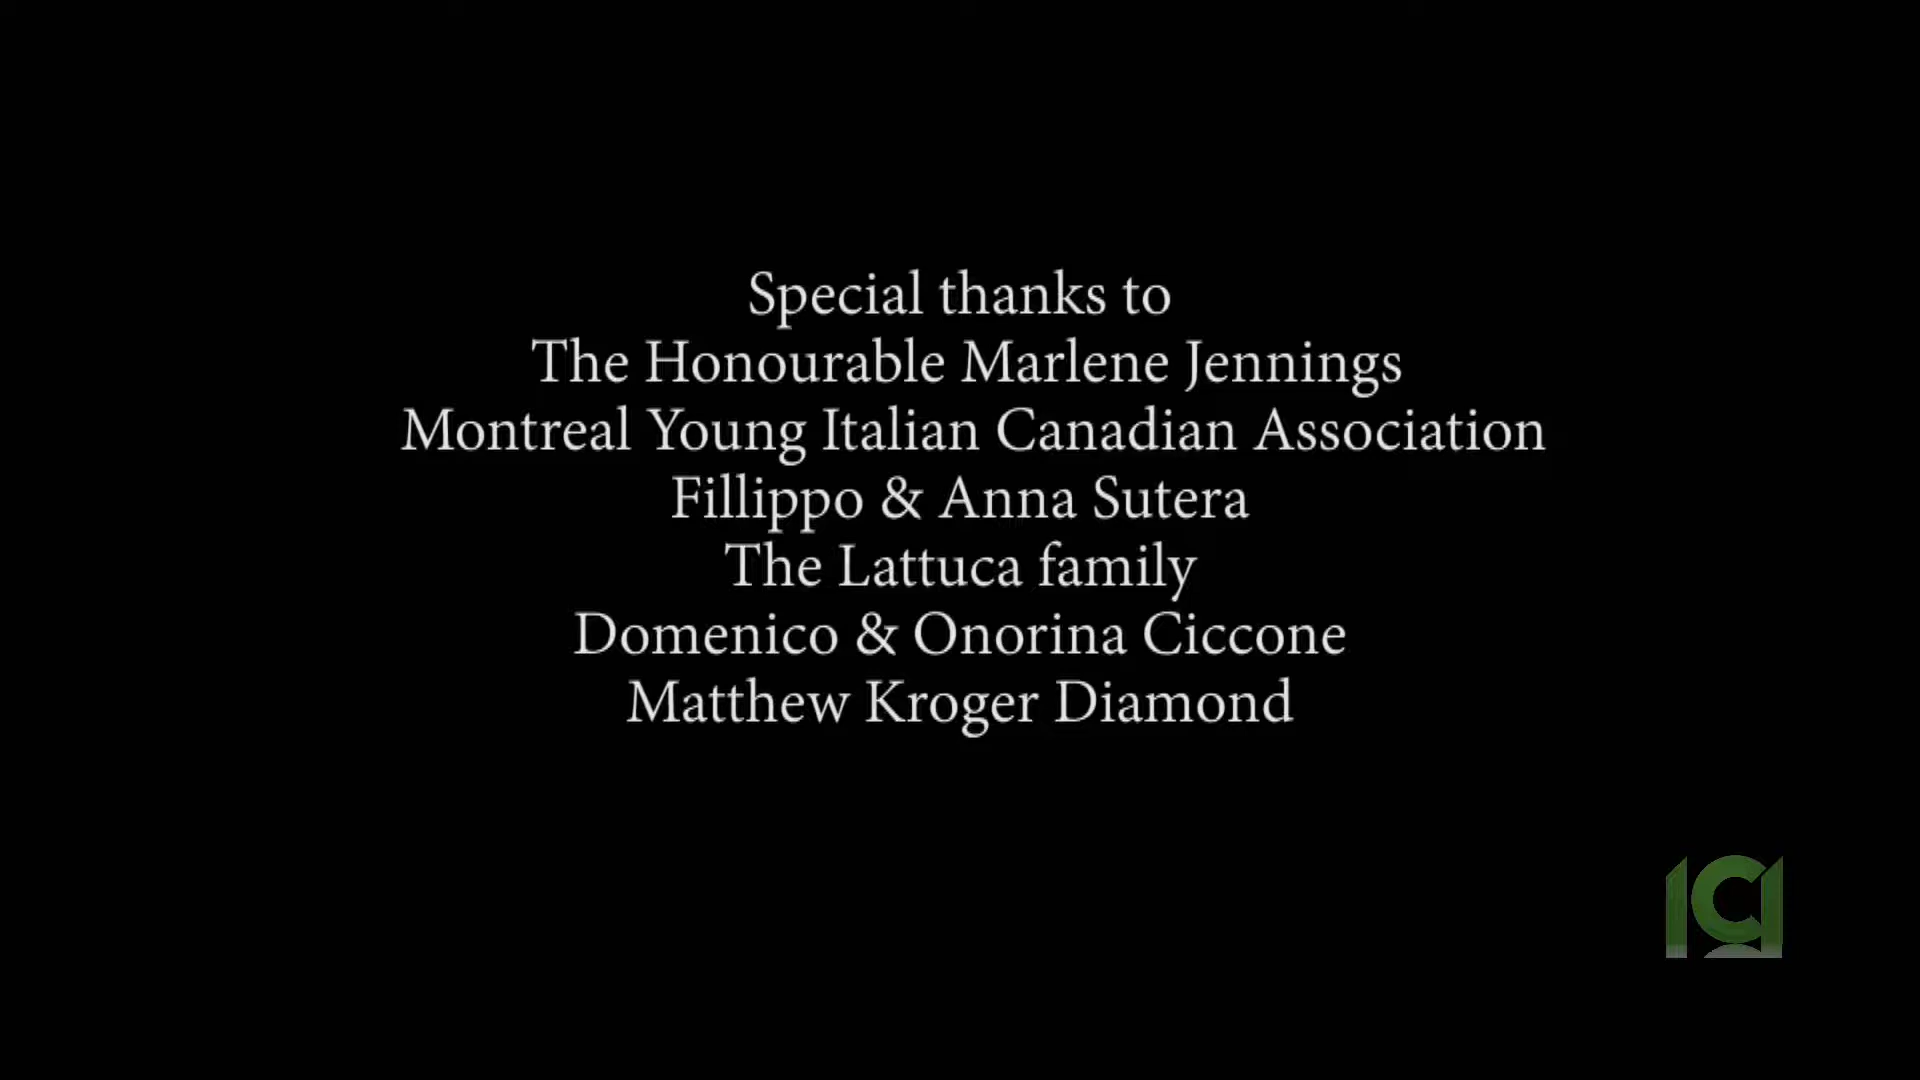 Special thanks to
The Honourable Marlene Jennings
Montreal Young Italian Canadian Association
Fillippo & Anna Sutera
The Lattuca family
Domenico & Onorina Ciccone
Matthew Kroger Diamond
ICI